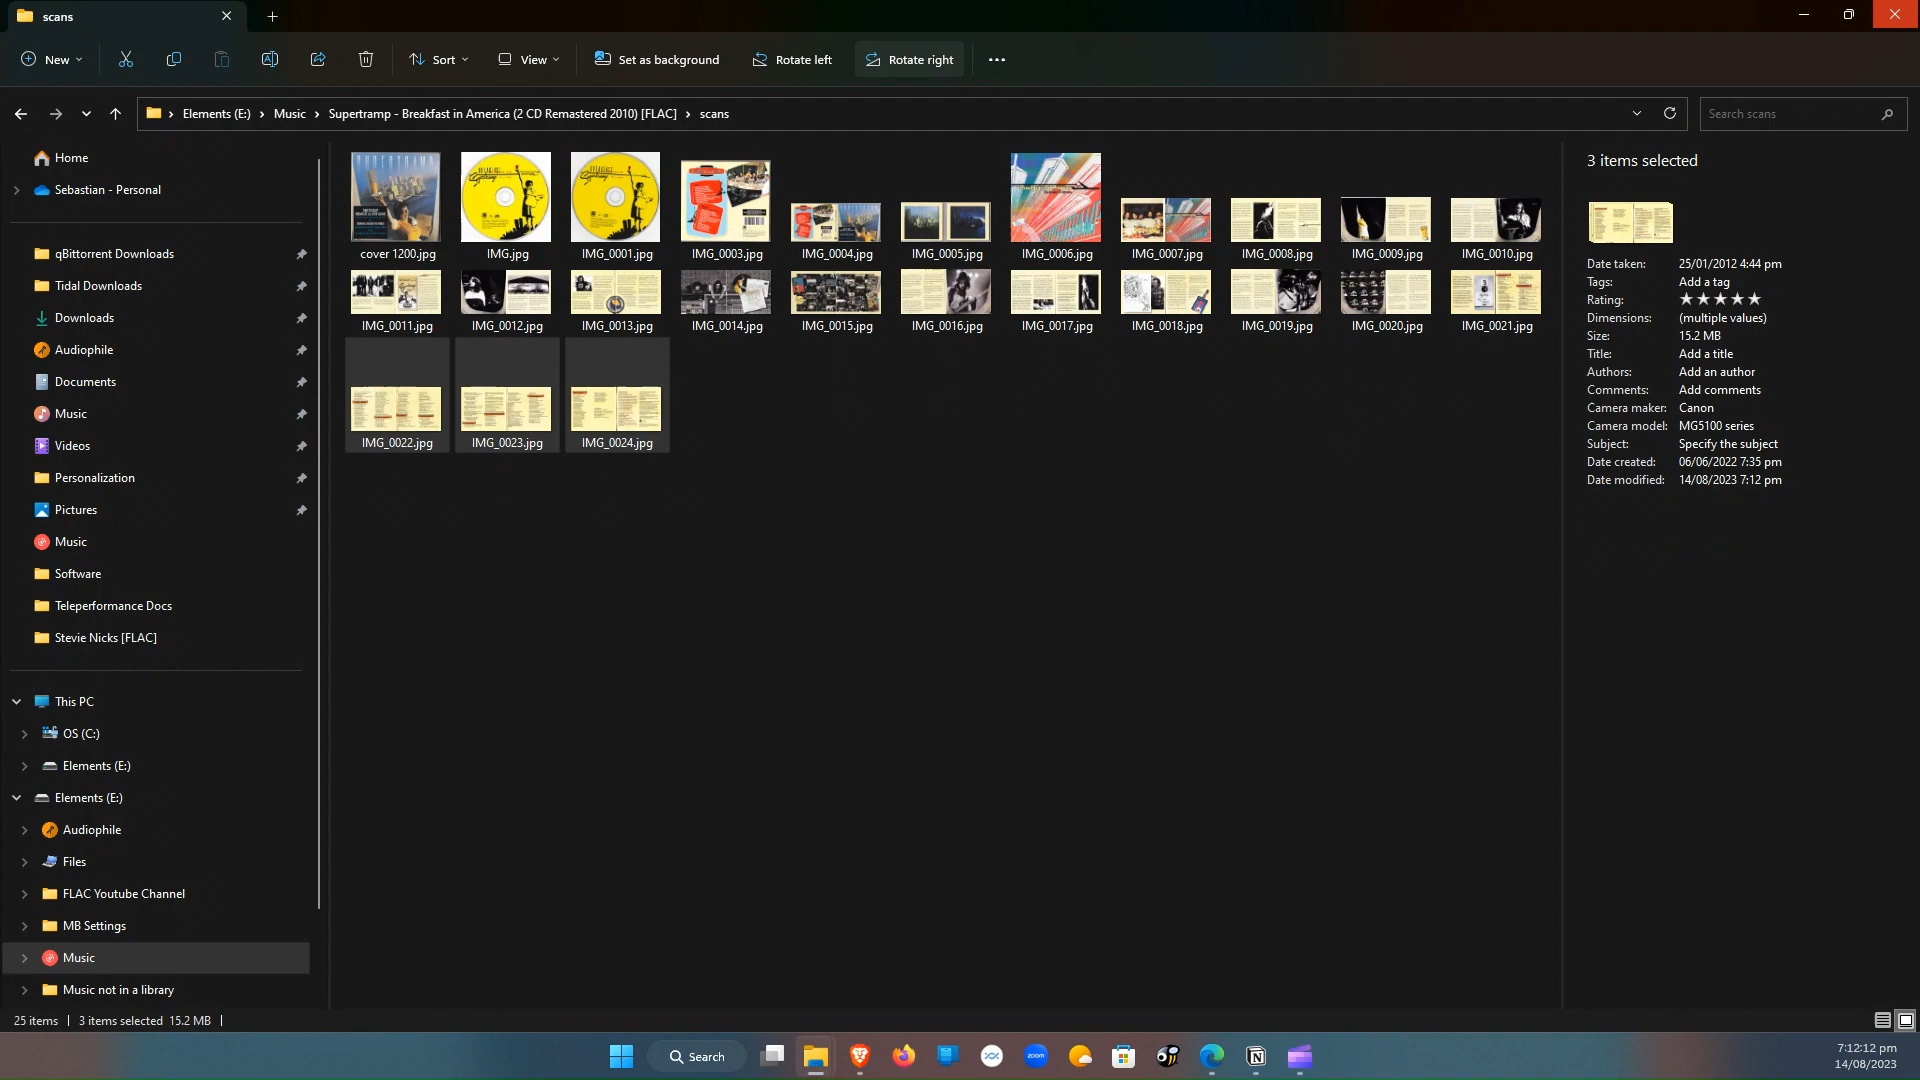 scans
New
Sort
View
Set as background
Rotate left
Rotate right
Elements (E:)
Music
Supertramp - Breakfast in America (2 CD Remastered 2010) [FLAC]
scans
Search scans
Home
Sebastian - Personal
qBittorrent Downloads
Tidal Downloads
Downloads
Audiophile
Documents
Music
Videos
Personalization
Pictures
Music
Software
Teleperformance Docs
Stevie Nicks [FLAC]
This PC
OS (C:)
Elements (E:)
Elements (E:)
Audiophile
Files
FLAC Youtube Channel
MB Settings
Music
Music not in a library
cover 1200.jpg
IMG.jpg
IMG_0001.jpg
IMG_0003.jpg
IMG_0004.jpg
IMG_0005.jpg
IMG_0006.jpg
IMG_0007.jpg
IMG_0008.jpg
IMG_0009.jpg
IMG_0010.jpg
IMG_0011.jpg
IMG_0012.jpg
IMG_0013.jpg
IMG_0014.jpg
IMG_0015.jpg
IMG_0016.jpg
IMG_0017.jpg
IMG_0018.jpg
IMG_0019.jpg
IMG_0020.jpg
IMG_0021.jpg
IMG_0022.jpg
IMG_0023.jpg
IMG_0024.jpg
3 items selected
Date taken: 25/01/2012 4:44 pm
Tags: Add a tag
Rating:
Dimensions: (multiple values)
Size: 15.2 MB
Title: Add a title
Authors: Add an author
Comments: Add comments
Camera maker: Canon
Camera model: MG5100 series
Subject: Specify the subject
Date created: 06/06/2022 7:35 pm
Date modified: 14/08/2023 7:12 pm
25 items
3 items selected 15.2 MB
Search
zoom
7:12:12 pm
14/08/2023